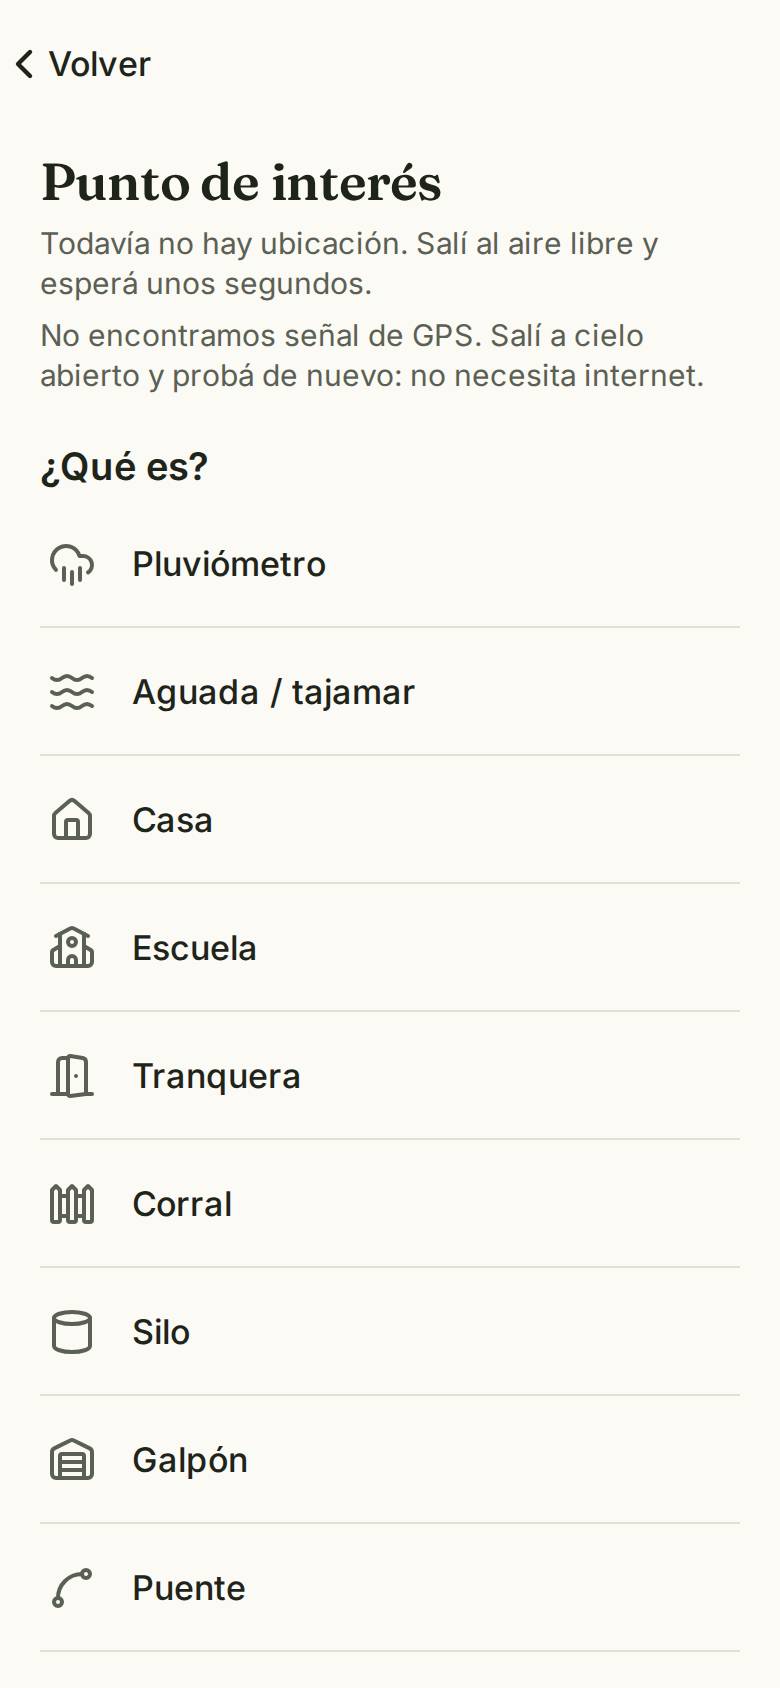 Volver
Punto de interés
Todavía no hay ubicación. Salí al aire libre y
esperá unos segundos.
No encontramos señal de GPS. Salí a cielo
abierto y probá de nuevo: no necesita internet.
¿Qué es?
Pluviómetro
Aguada / tajamar
Casa
Escuela
Tranquera
Corral
Silo
Galpón
Puente